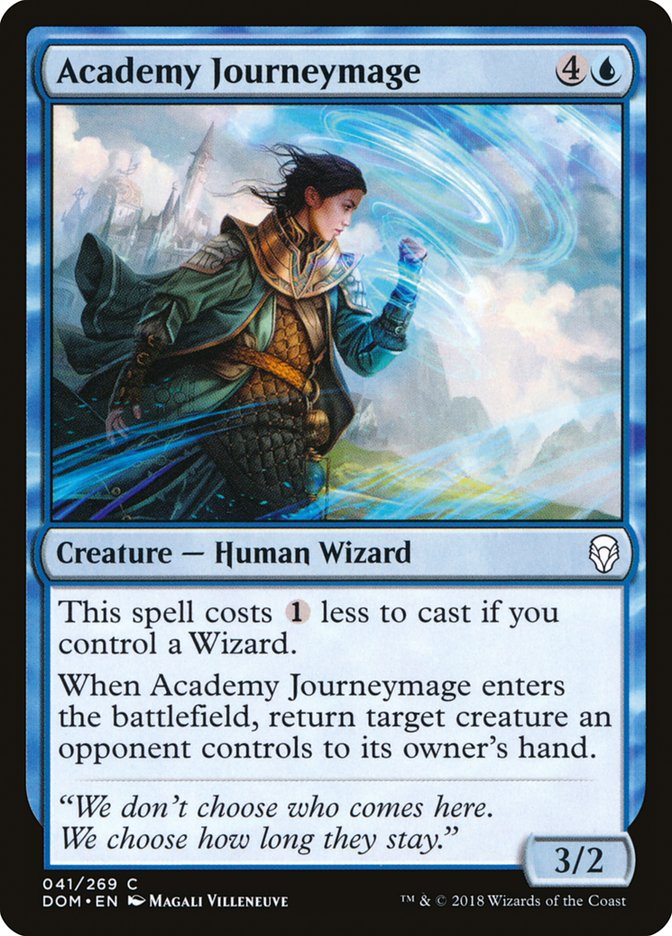 Academy Journeymage 4
Creature — Human Wizard
This spell costs 1 less to cast if you
control a Wizard.
When Academy Journeymage enters
the battlefield, return target creature an
opponent controls to its owner's hand.
“We don't choose who comes here.
We choose how long they stay.”
3/2
041/269 C
DOM • EN Magali Villeneuve
™ & © 2018 Wizards of the Coast